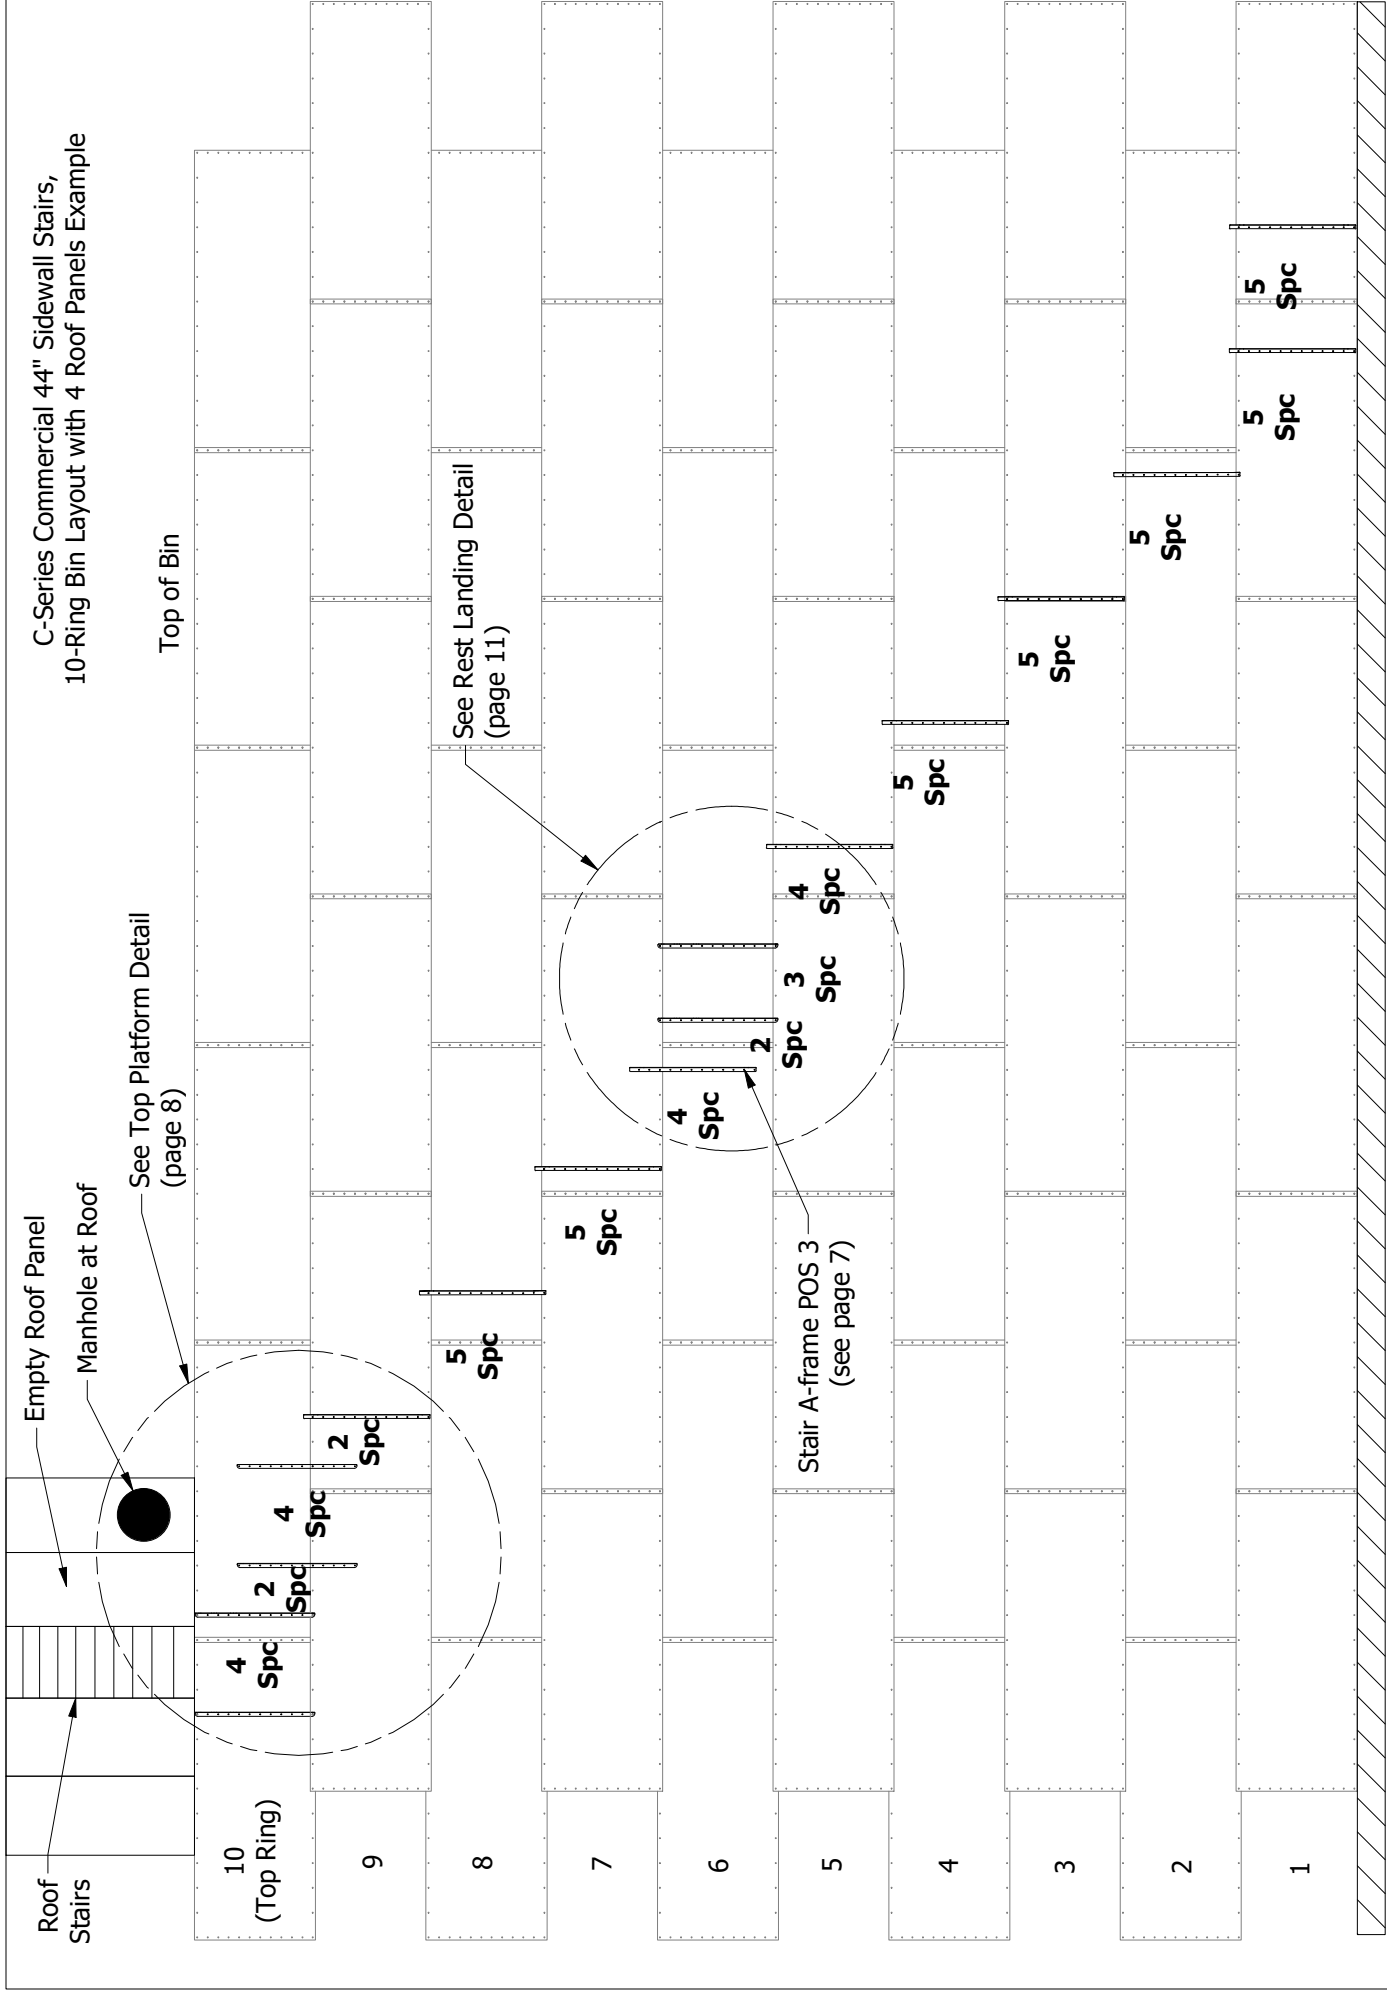 C-Series Commercial 44" Sidewall Stairs,
10-Ring Bin Layout with 4 Roof Panels Example
Top of Bin
Roof
Stairs
Empty Roof Panel
Manhole at Roof
See Top Platform Detail
(page 8)
See Rest Landing Detail
(page 11)
Stair A-frame POS 3
(see page 7)
10
(Top Ring)
4
Spc
2
Spc
4
Spc
9
2
Spc
8
5
Spc
7
5
Spc
6
4
Spc
2
Spc
3
Spc
5
4
Spc
4
5
Spc
3
5
Spc
2
5
Spc
1
5
Spc
5
Spc